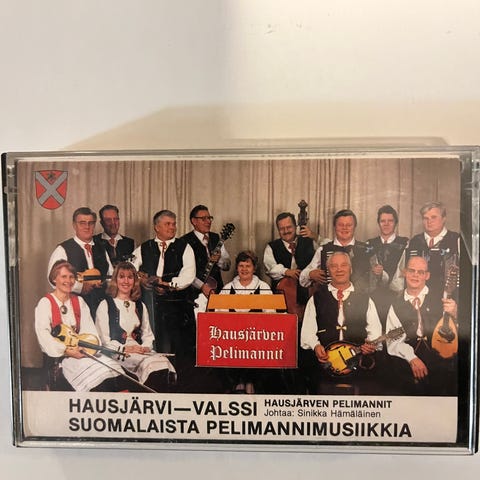 Hausjärven
Pelimannit
HAUSJÄRVI—VALSSI
HAUSJÄRVEN PELIMANNIT
Johtaa: Sinikka Hämäläinen
SUOMALAISTA PELIMANNIMUSIIKKIA